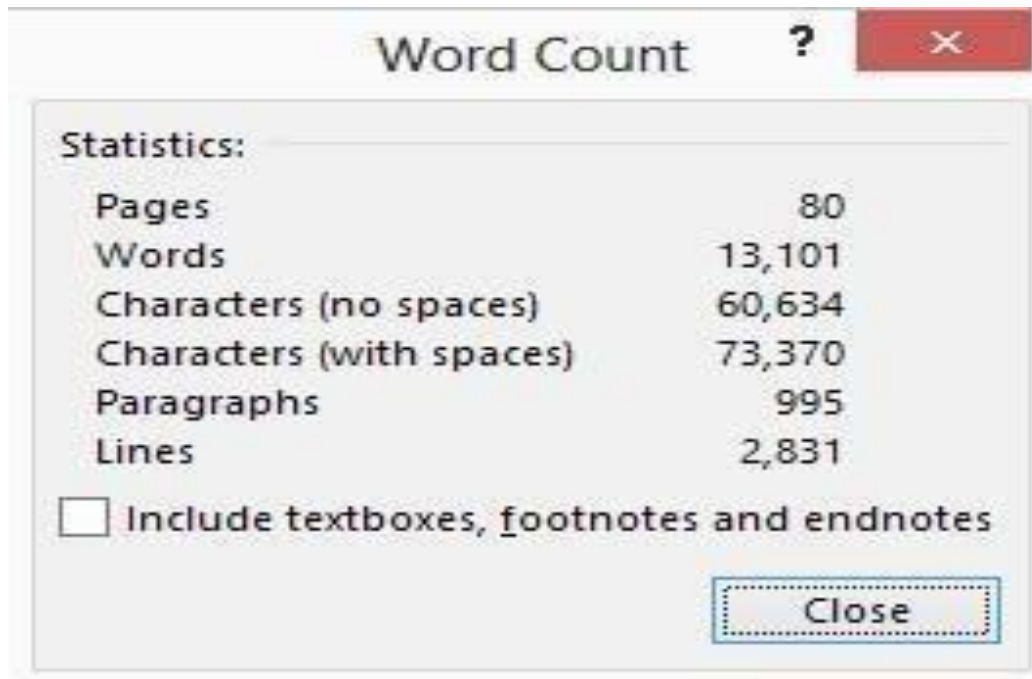 Word Count ? ×
Statistics:
Pages 80
Words 13,101
Characters (no spaces) 60,634
Characters (with spaces) 73,370
Paragraphs 995
Lines 2,831
Include textboxes, footnotes and endnotes
Close